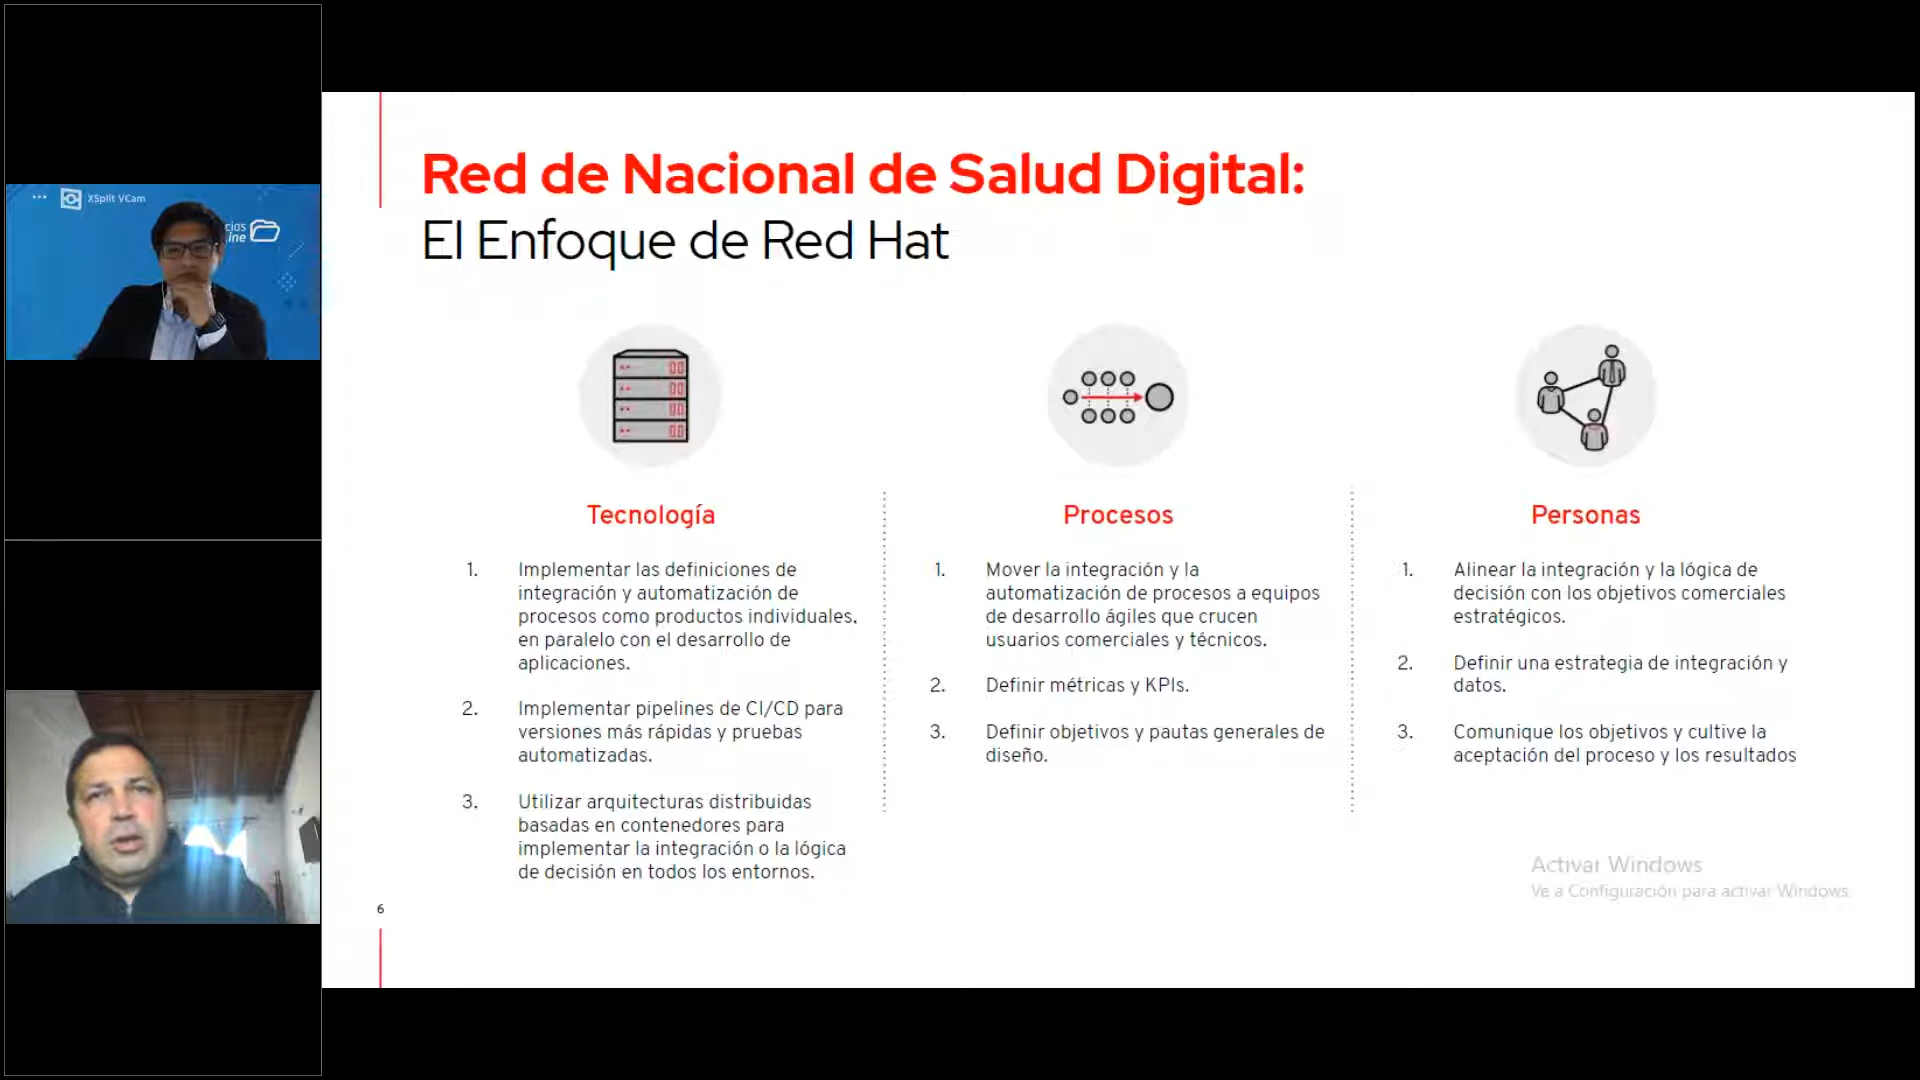 XSplit VCam
Red de Nacional de Salud Digital:
El Enfoque de Red Hat
Tecnología
1. Implementar las definiciones de
integración y automatización de
procesos como productos individuales,
en paralelo con el desarrollo de
aplicaciones.
2. Implementar pipelines de CI/CD para
versiones más rápidas y pruebas
automatizadas.
3. Utilizar arquitecturas distribuidas
basadas en contenedores para
implementar la integración o la lógica
de decisión en todos los entornos.
Procesos
1. Mover la integración y la
automatización de procesos a equipos
de desarrollo ágiles que crucen
usuarios comerciales y técnicos.
2. Definir métricas y KPIs.
3. Definir objetivos y pautas generales de
diseño.
Personas
1. Alinear la integración y la lógica de
decisión con los objetivos comerciales
estratégicos.
2. Definir una estrategia de integración y
datos.
3. Comunique los objetivos y cultive la
aceptación del proceso y los resultados
Activar Windows
Ve a Configuración para activar Windows.
6